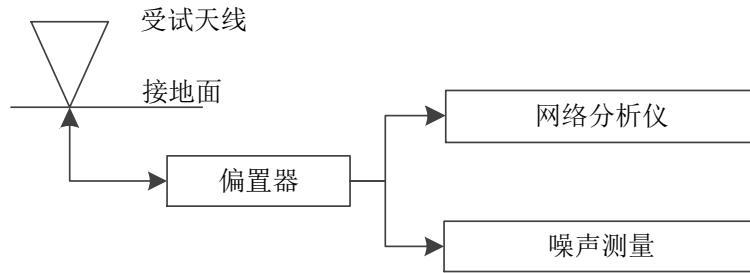 受试天线
接地面
网络分析仪
偏置器
噪声测量